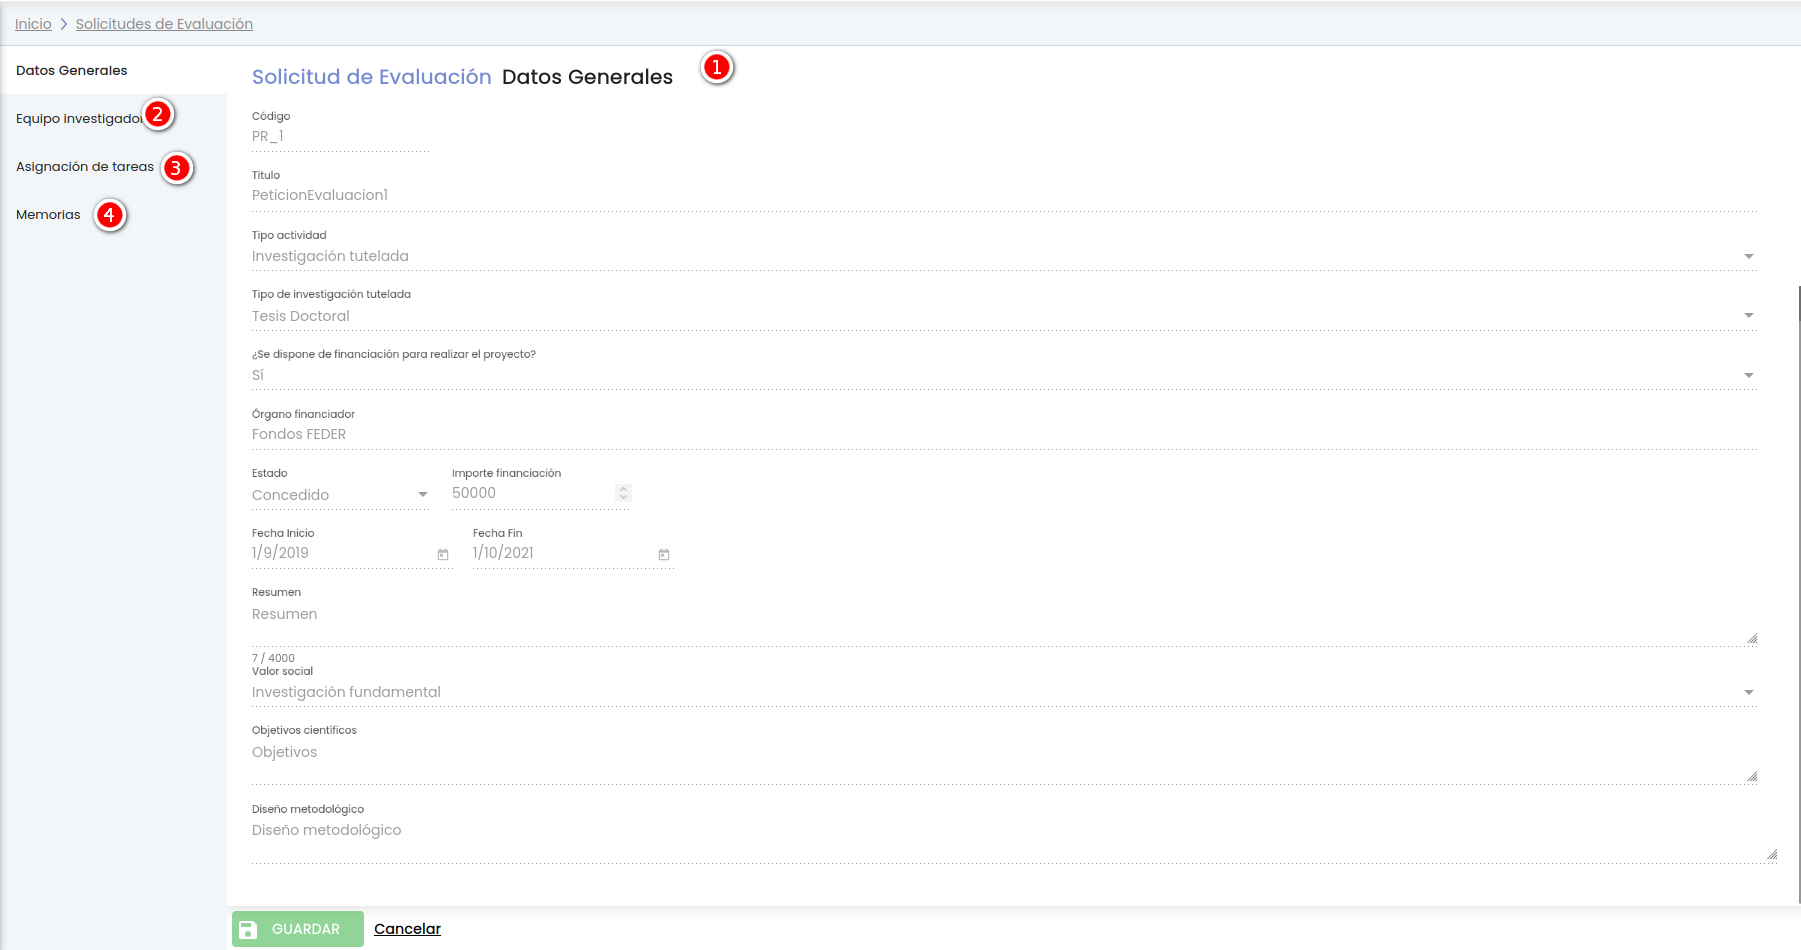 Inicio > Solicitudes de Evaluación
Datos Generales
Equipo investigador 2
Asignación de tareas 3
Memorias 4
Solicitud de Evaluación Datos Generales 1
Código
PR_1
Título
PeticionEvaluacion1
Tipo actividad
Investigación tutelada
Tipo de investigación tutelada
Tesis Doctoral
¿Se dispone de financiación para realizar el proyecto?
Sí
Órgano financiador
Fondos FEDER
Estado Importe financiación
Concedido 50000
Fecha Inicio Fecha Fin
1/9/2019 1/10/2021
Resumen
Resumen
7 / 4000
Valor social
Investigación fundamental
Objetivos científicos
Objetivos
Diseño metodológico
Diseño metodológico
GUARDAR Cancelar